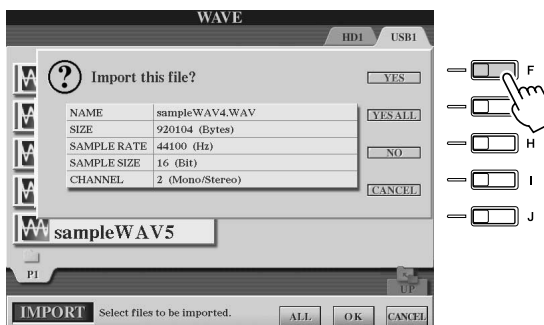 WAVE
HD1 USB1
Import this file?
NAME sampleWAV4.WAV
SIZE 920104 (Bytes)
SAMPLE RATE 44100 (Hz)
SAMPLE SIZE 16 (Bit)
CHANNEL 2 (Mono/Stereo)
YES
YES ALL
NO
CANCEL
sampleWAV5
P1
UP
IMPORT Select files to be imported.
ALL OK CANCEL
F
H
I
J